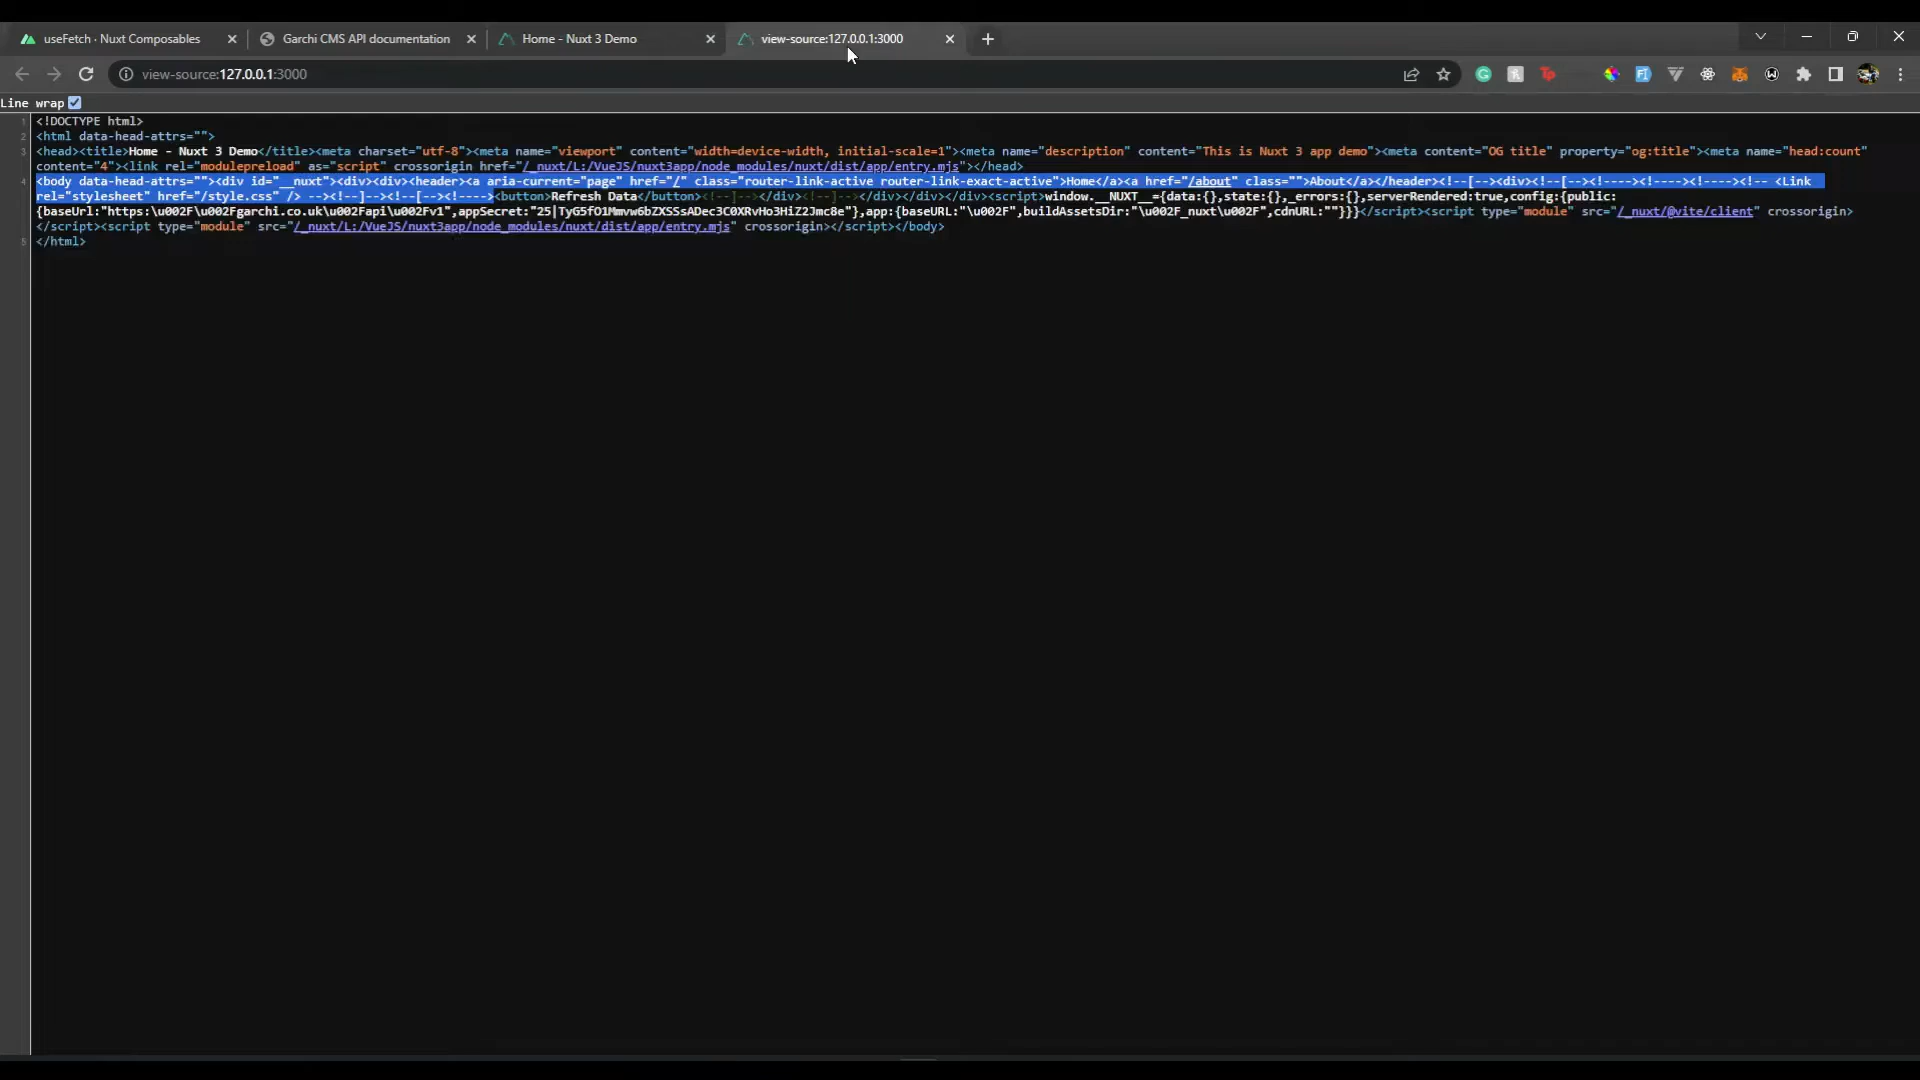 useFetch · Nuxt Composables
Garchi CMS API documentation
Home - Nuxt 3 Demo
view-source:127.0.0.1:3000
view-source:127.0.0.1:3000
Line wrap
1 <!DOCTYPE html>
2 <html data-head-attrs="">
3 <head><title>Home - Nuxt 3 Demo</title><meta charset="utf-8"><meta name="viewport" content="width=device-width, initial-scale=1"><meta name="description" content="This is Nuxt 3 app demo"><meta content="OG title" property="og:title"><meta name="head:count"
content="4"><link rel="modulepreload" as="script" crossorigin href="/_nuxt/L:/VueJS/nuxt3app/node_modules/nuxt/dist/app/entry.mjs"></head>
4 <body data-head-attrs=""><div id="__nuxt"><div><div><header><a aria-current="page" href="/" class="router-link-active router-link-exact-active">Home</a><a href="/about" class="">About</a></header><!--[--><div><!--[--><!----><!----><!-- <Link
rel="stylesheet" href="/style.css" /> --><!--]--><!--[--><!----><button>Refresh Data</button><!--]--></div><!--]--></div></div></div><script>window.__NUXT__={data:{},state:{},_errors:{},serverRendered:true,config:{public:
{baseUrl:"https:\u002F\u002Fgarchi.co.uk\u002Fapi\u002Fv1",appSecret:"25|TyG5fO1Mmvw6bZXSSsADec3C0XRvHo3HiZ2Jmc8e"},app:{baseURL:"\u002F",buildAssetsDir:"\u002F_nuxt\u002F",cdnURL:""}}}</script><script type="module" src="/_nuxt/@vite/client" crossorigin>
</script><script type="module" src="/_nuxt/L:/VueJS/nuxt3app/node_modules/nuxt/dist/app/entry.mjs" crossorigin></script></body>
5 </html>